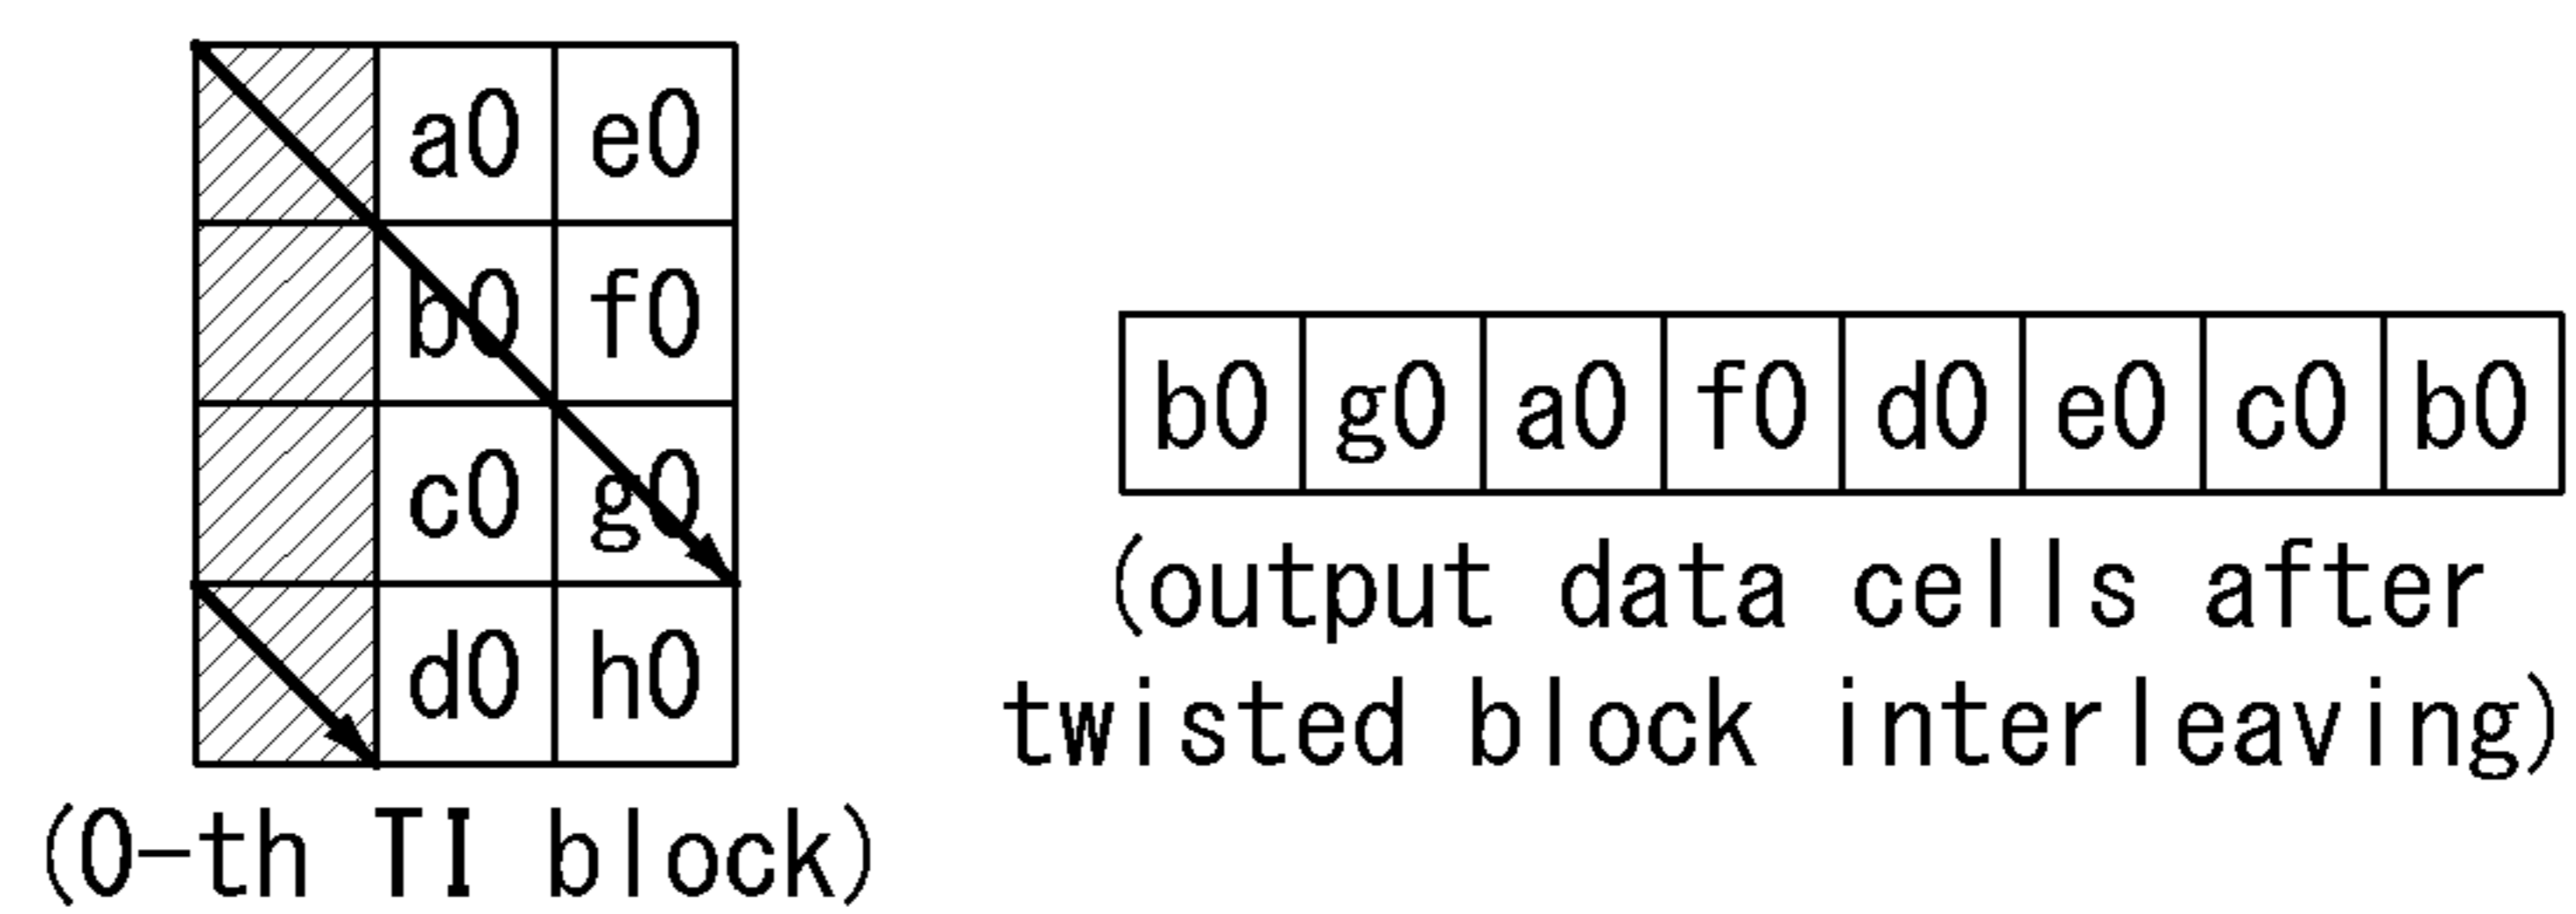 a0 e0
b0 f0
c0 g0
d0 h0
(0-th TI block)
b0 g0 a0 f0 d0 e0 c0 b0
(output data cells after
twisted block interleaving)